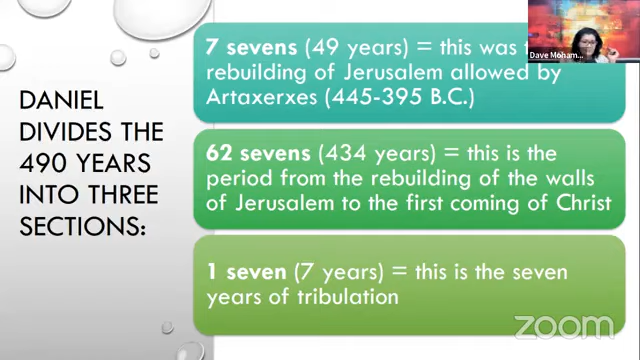 DANIEL
DIVIDES THE
490 YEARS
INTO THREE
SECTIONS:
7 sevens (49 years) = this was
rebuilding of Jerusalem allowed by
Artaxerxes (445-395 B.C.)
62 sevens (434 years) = this is the
period from the rebuilding of the walls
of Jerusalem to the first coming of Christ
1 seven (7 years) = this is the seven
years of tribulation
Dave Moham...
zoom